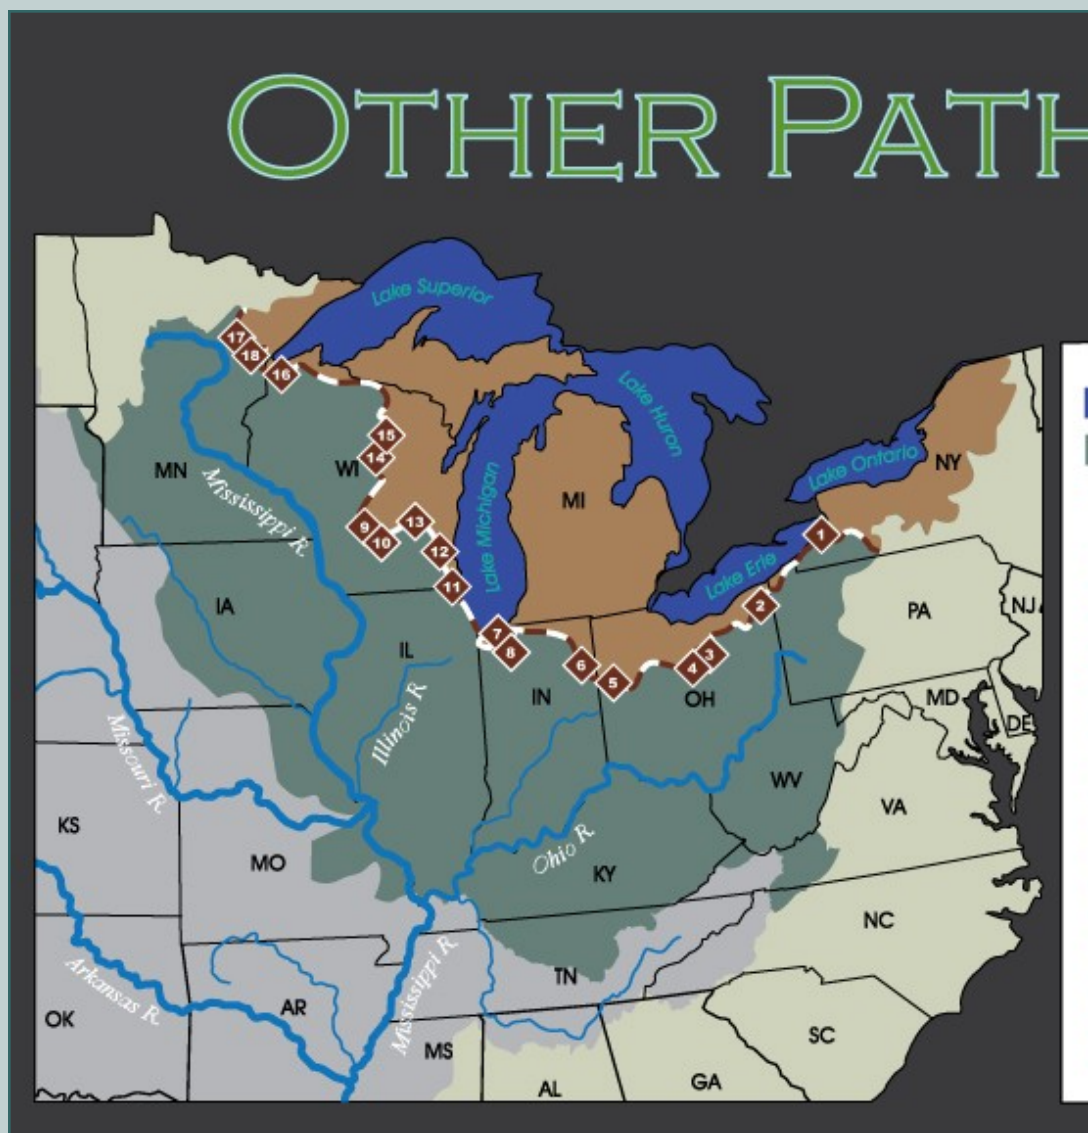 OTHER PATH
Lake Superior
17
18
16
Lake Huron
15
14
WI
MN
Mississippi R.
Lake Michigan
MI
Lake Ontario
NY
9
10
13
12
11
1
Lake Erie
2
IA
IL
7
8
6
5
4
3
IN
OH
PA
NJ
MD
DE
Illinois R
Missouri R.
WV
VA
KS
MO
Ohio R.
KY
NC
Arkansas R.
Mississippi R.
TN
OK
AR
MS
AL
GA
SC